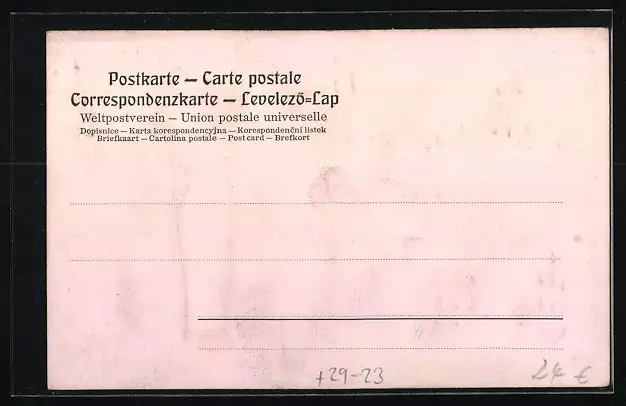 Postkarte – Carte postale
Correspondenzkarte – Levelező=Lap
Weltpostverein – Union postale universelle
Dopisnice – Karta korespondencyjna – Korespondenční lístek
Briefkaart – Cartolina postale – Post card – Brefkort
+29-23
24 €